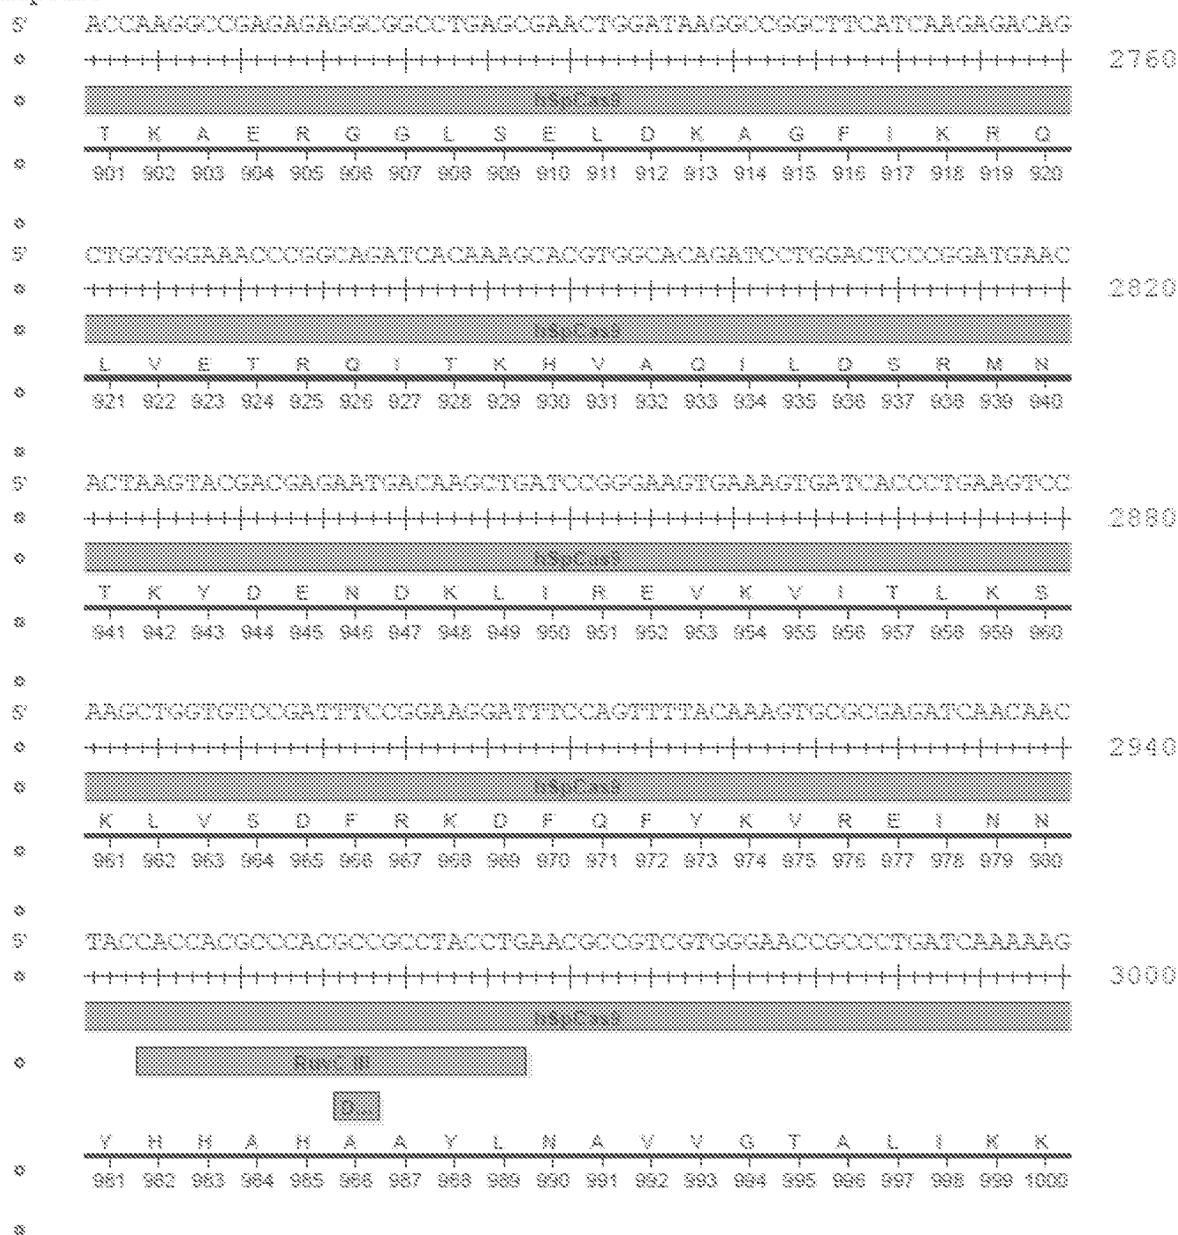 5' ACCAAGGCCGAGAGAGGCGGCCTGAGCGAACTGGATAAGGCCGGCTTCATCAAGAGACAG
2760
hSpCas9
T K A E R G G L S E L D K A G F I K R Q
901 902 903 904 905 906 907 908 909 910 911 912 913 914 915 916 917 918 919 920
5' CTGGTGGAAACCCGGCAGATCACAAAGCACGTGGCACAGATCCTGGACTCCCGGATGAAC
2820
hSpCas9
L V E T R Q I T K H V A Q I L D S R M N
921 922 923 924 925 926 927 928 929 930 931 932 933 934 935 936 937 938 939 940
5' ACTAAGTACGACGAGAATGACAAGCTGATCCGGGAAGTGAAAGTGATCACCCTGAAGTCC
2880
hSpCas9
T K Y D E N D K L I R E V K V I T L K S
941 942 943 944 945 946 947 948 949 950 951 952 953 954 955 956 957 958 959 960
5' AAGCTGGTGTCCGATTTCCGGAAGGATTTCCAGTTTTACAAAGTGCGCGAGATCAACAAC
2940
hSpCas9
K L V S D F R K D F Q F Y K V R E I N N
961 962 963 964 965 966 967 968 969 970 971 972 973 974 975 976 977 978 979 980
5' TACCACCACGCCCACGCCGCCTACCTGAACGCCGTCGTGGGAACCGCCCTGATCAAAAAG
3000
hSpCas9
RuvC III
D...
Y H H A H A A Y L N A V V G T A L I K K
981 982 983 984 985 986 987 988 989 990 991 992 993 994 995 996 997 998 999 1000